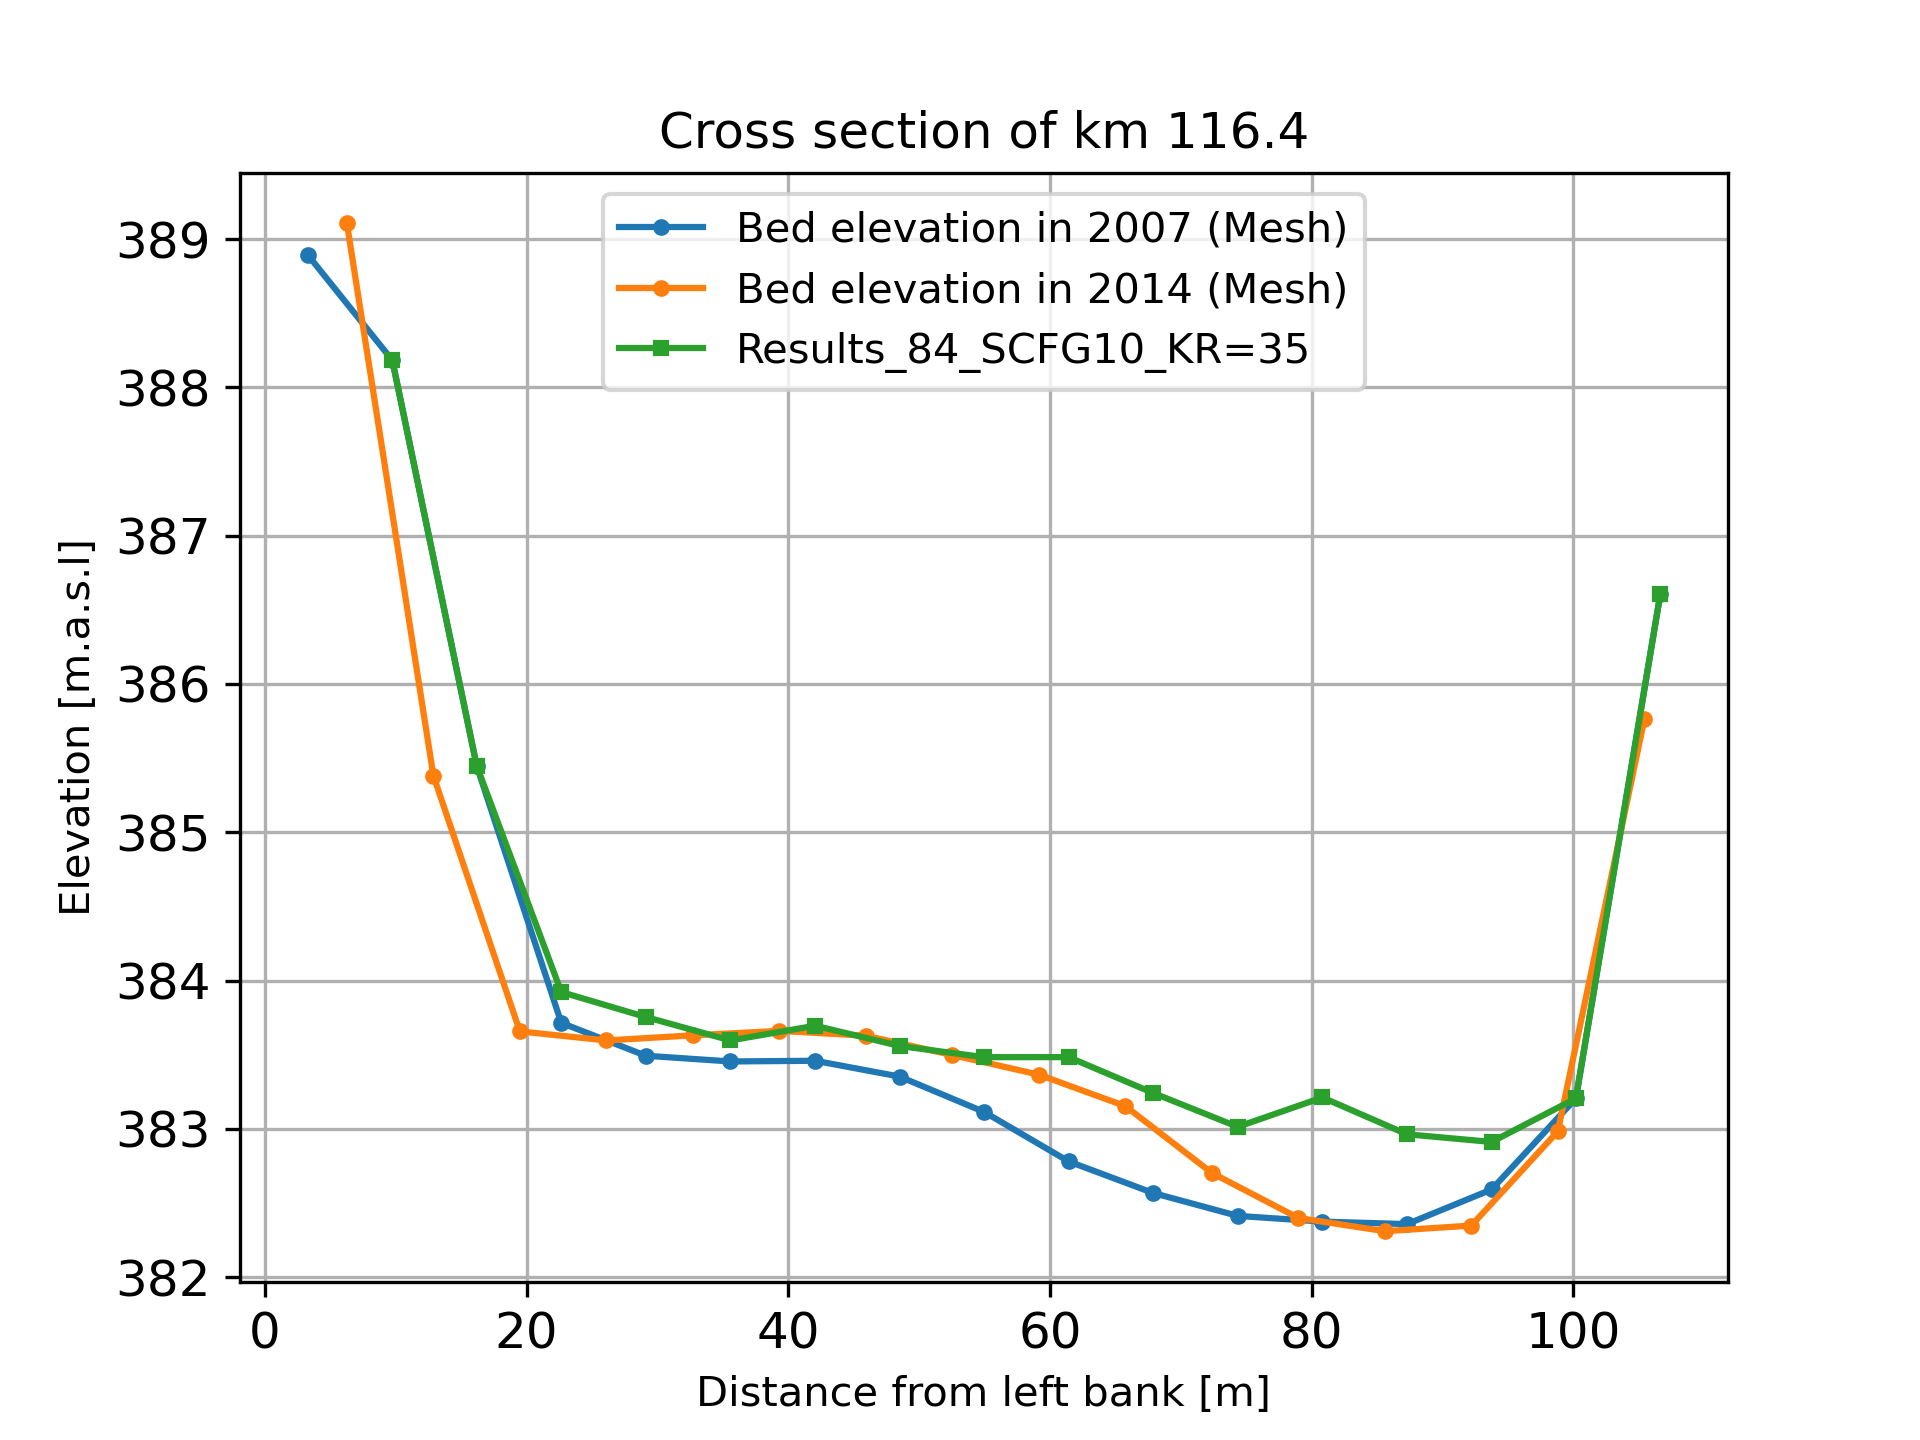 Cross section of km 116.4
Bed elevation in 2007 (Mesh)
Bed elevation in 2014 (Mesh)
Results_84_SCFG10_KR=35
389
388
387
386
385
384
383
382
Elevation [m.a.s.l]
0 20 40 60 80 100
Distance from left bank [m]